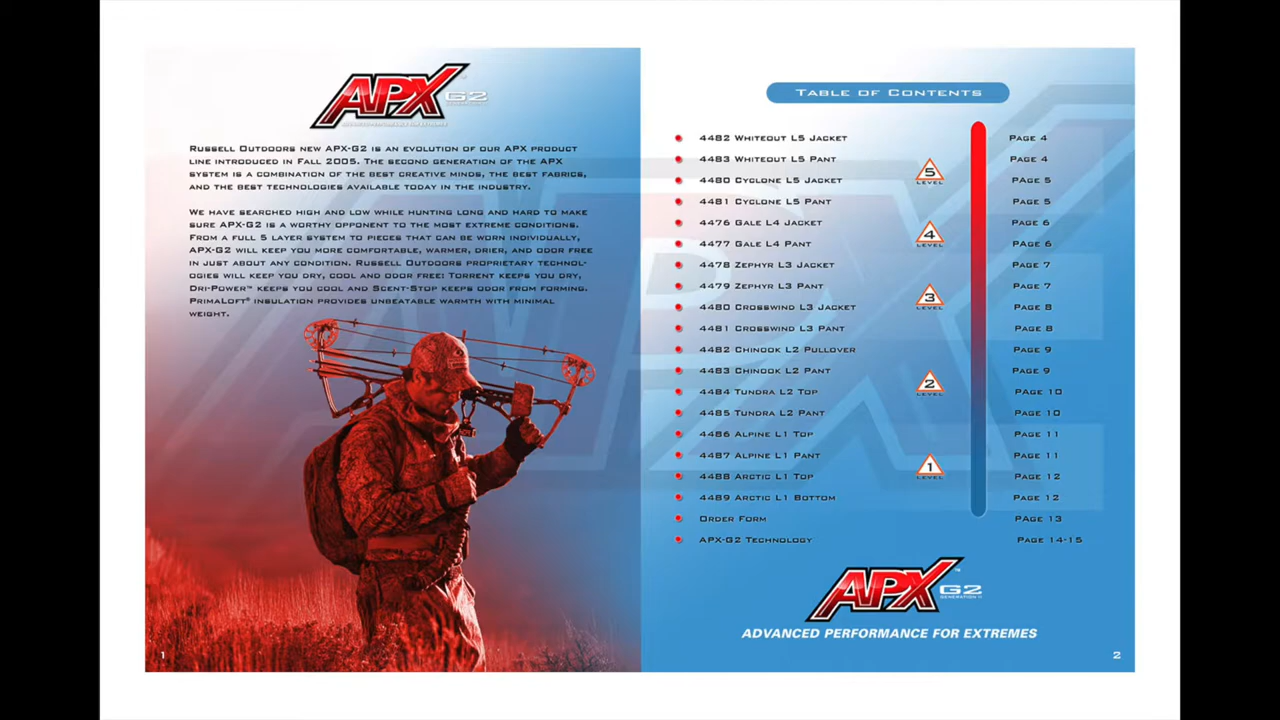 APX G2
Russell Outdoors new APX-G2 is an evolution of our APX product
line introduced in Fall 2005. The second generation of the APX
system is a combination of the best creative minds, the best fabrics,
and the best technologies available today in the industry.
We have searched high and low while hunting long and hard to make
sure APX-G2 is a worthy opponent to the most extreme conditions.
From a full 5 layer system to pieces that can be worn individually,
APX-G2 will keep you more comfortable, warmer, drier, and odor free
in just about any condition. Russell Outdoors proprietary technol-
ogies will keep you dry, cool and odor free: Torrent keeps you dry,
Dri-Power™ keeps you cool and Scent-Stop keeps odor from forming.
PrimaLoft® insulation provides unbeatable warmth with minimal
weight.
1
Table of Contents
4482 Whiteout L5 Jacket Page 4
4483 Whiteout L5 Pant Page 4
5 Level
4480 Cyclone L5 Jacket Page 5
4481 Cyclone L5 Pant Page 5
4476 Gale L4 Jacket Page 6
4 Level
4477 Gale L4 Pant Page 6
4478 Zephyr L3 Jacket Page 7
4479 Zephyr L3 Pant Page 7
3 Level
4480 Crosswind L3 Jacket Page 8
4481 Crosswind L3 Pant Page 8
4482 Chinook L2 Pullover Page 9
4483 Chinook L2 Pant Page 9
2 Level
4484 Tundra L2 Top Page 10
4485 Tundra L2 Pant Page 10
4486 Alpine L1 Top Page 11
4487 Alpine L1 Pant Page 11
1 Level
4488 Arctic L1 Top Page 12
4489 Arctic L1 Bottom Page 12
Order Form Page 13
APX-G2 Technology Page 14-15
APX™ G2
GENERATION II
ADVANCED PERFORMANCE FOR EXTREMES
2